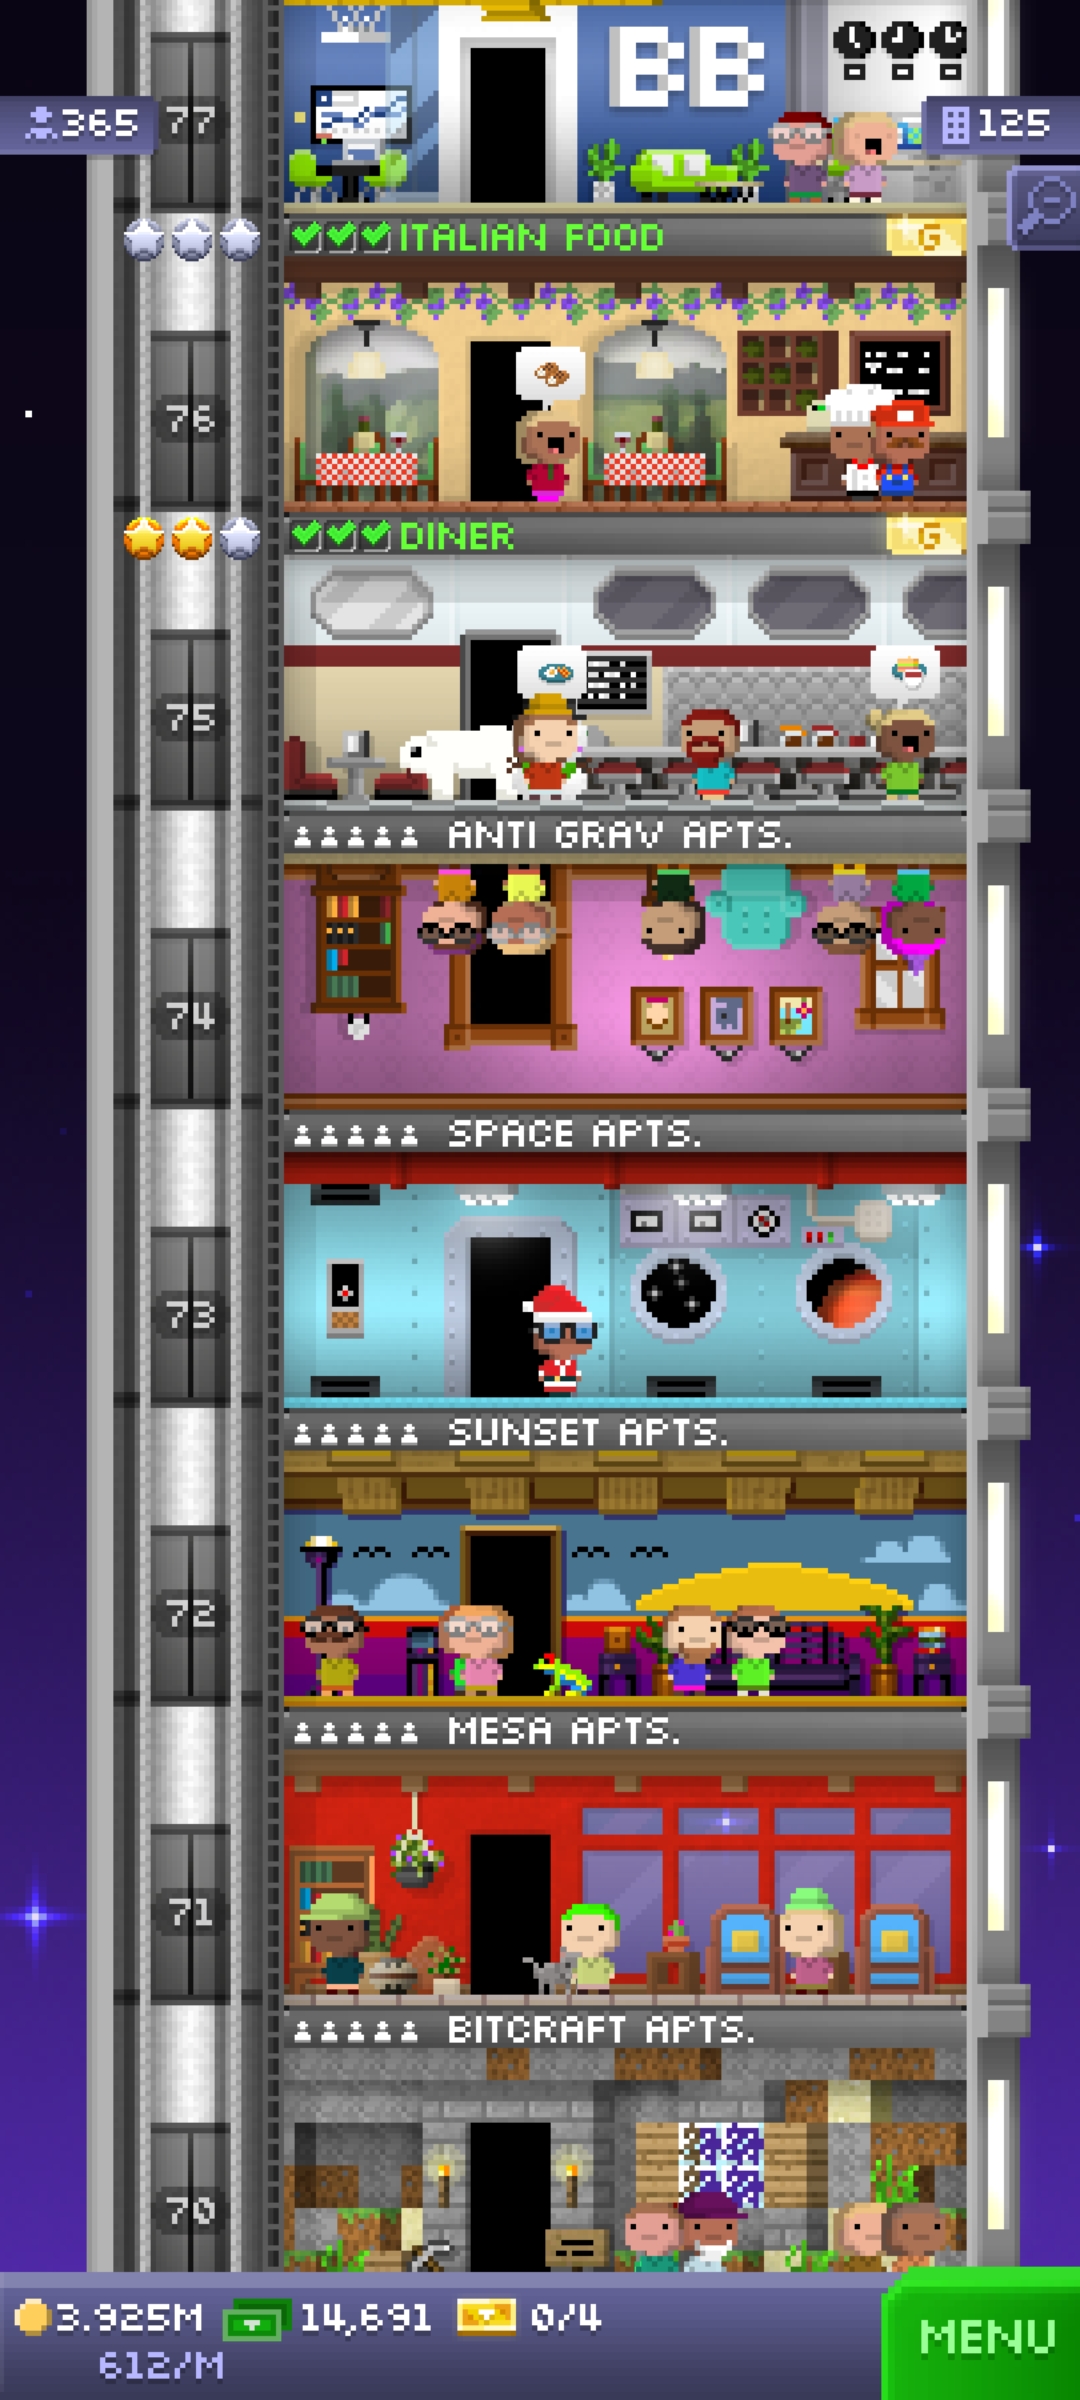 BB
365
77
125
ITALIAN FOOD
G
76
DINER
G
75
ANTI GRAV APTS.
74
SPACE APTS.
73
SUNSET APTS.
72
MESA APTS.
71
BITCRAFT APTS.
70
3.925M
14,691
0/4
MENU
612/M